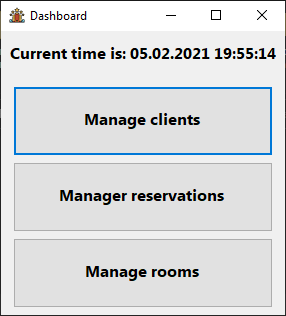 Dashboard
Current time is: 05.02.2021 19:55:14
Manage clients
Manager reservations
Manage rooms